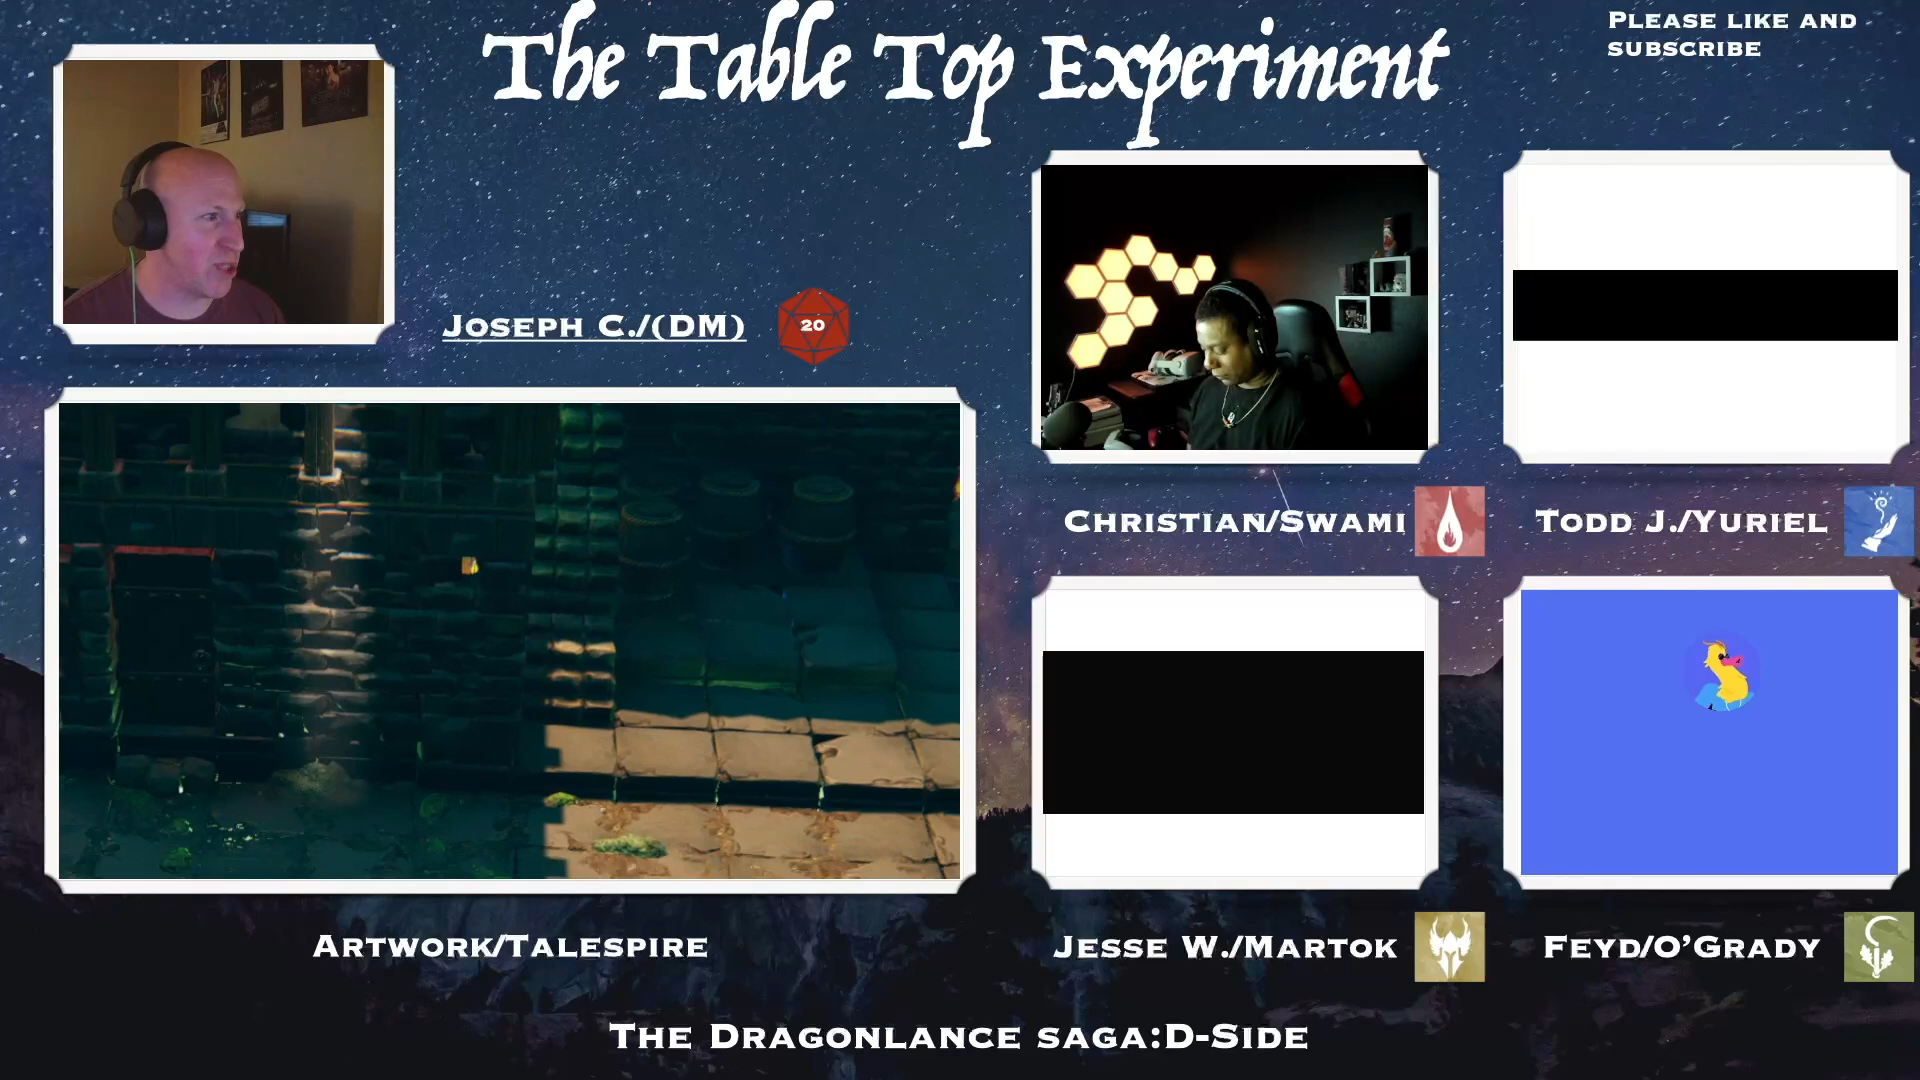 The Table Top Experiment
Please like and
subscribe
Joseph C./(DM)
20
Christian/Swami
Todd J./Yuriel
Artwork/Talespire
Jesse W./Martok
Feyd/O'Grady
The Dragonlance saga:D-Side